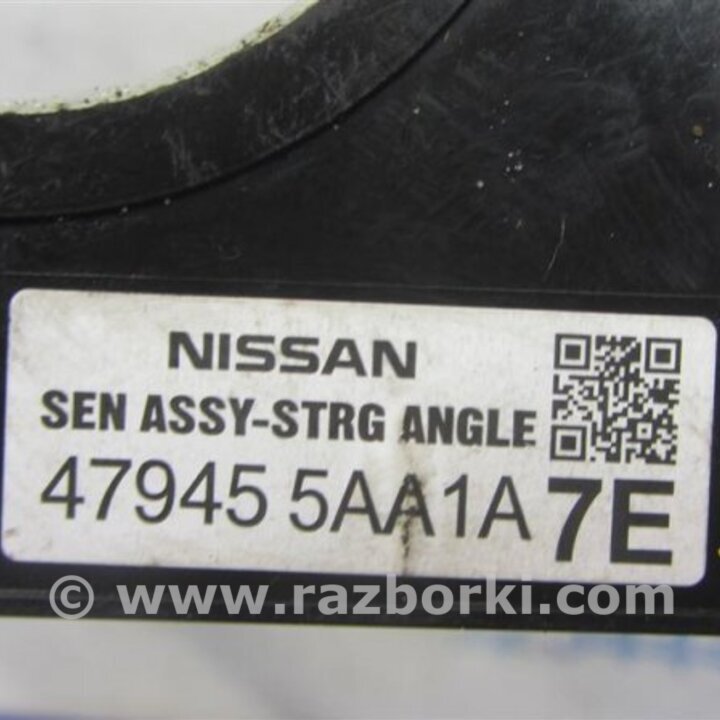 NISSAN
SEN ASSY-STRG ANGLE
47945 5AA1A 7E
© www.razborki.com